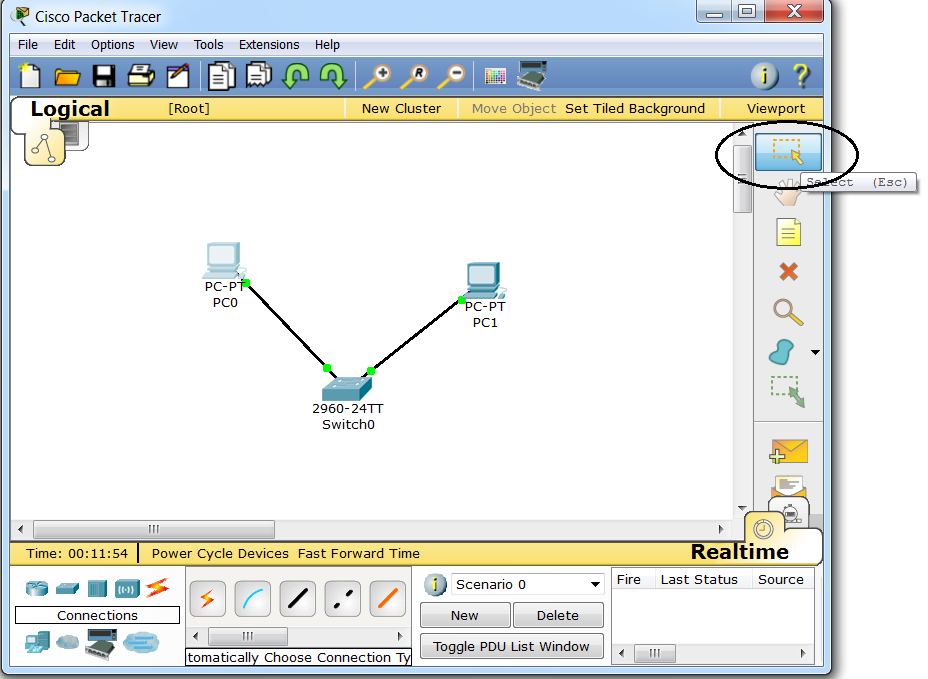 Cisco Packet Tracer
File Edit Options View Tools Extensions Help
R i ?
Logical [Root] New Cluster Move Object Set Tiled Background Viewport
Select (Esc)
PC-PT
PC0
PC-PT
PC1
2960-24TT
Switch0
Realtime
Time: 00:11:54 Power Cycle Devices Fast Forward Time
Connections
tomatically Choose Connection Ty
i Scenario 0
New Delete
Toggle PDU List Window
Fire Last Status Source